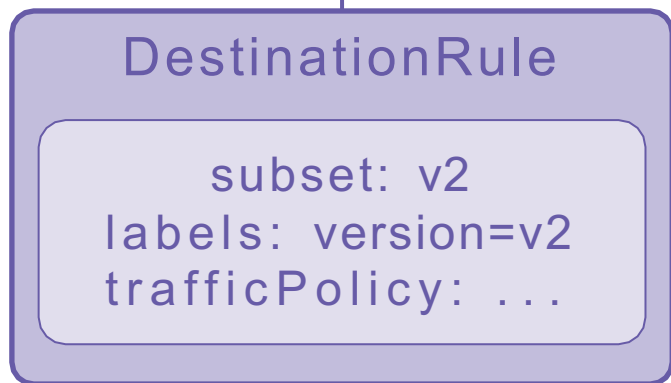 DestinationRule
subset: v2
labels: version=v2
trafficPolicy: ...